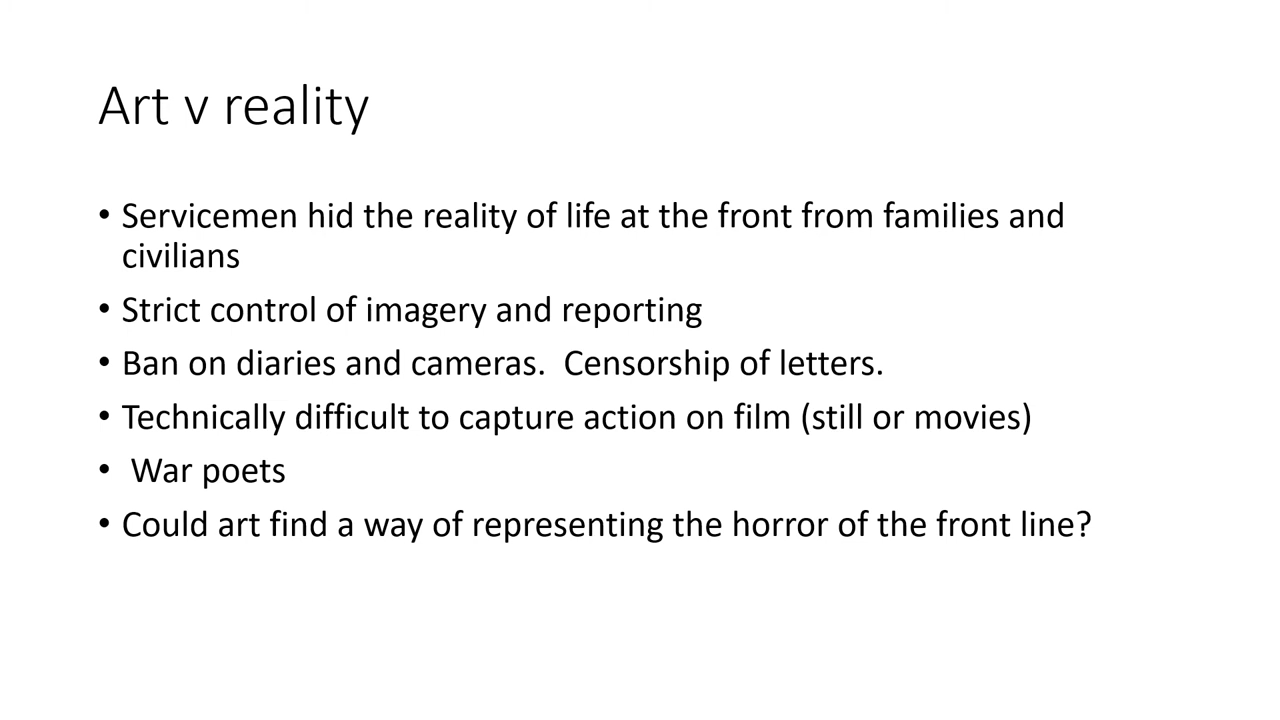 Art v reality
• Servicemen hid the reality of life at the front from families and
civilians
• Strict control of imagery and reporting
• Ban on diaries and cameras.  Censorship of letters.
• Technically difficult to capture action on film (still or movies)
•  War poets
• Could art find a way of representing the horror of the front line?